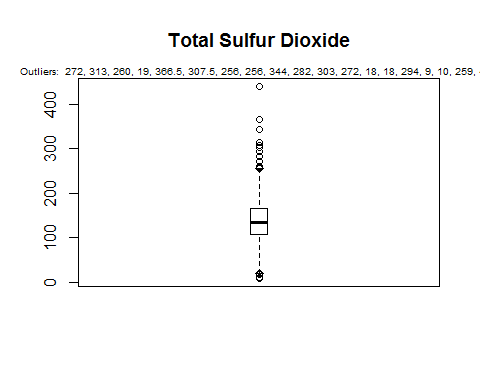 Total Sulfur Dioxide
Outliers: 272, 313, 260, 19, 366.5, 307.5, 256, 256, 344, 282, 303, 272, 18, 18, 294, 9, 10, 259,
400
300
200
100
0